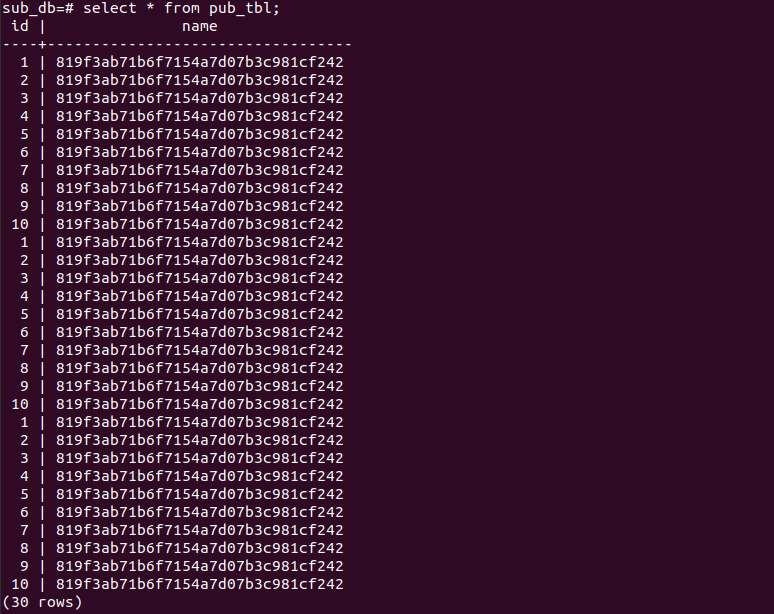 sub_db=# select * from pub_tbl;
 id |               name
----+----------------------------------
  1 | 819f3ab71b6f7154a7d07b3c981cf242
  2 | 819f3ab71b6f7154a7d07b3c981cf242
  3 | 819f3ab71b6f7154a7d07b3c981cf242
  4 | 819f3ab71b6f7154a7d07b3c981cf242
  5 | 819f3ab71b6f7154a7d07b3c981cf242
  6 | 819f3ab71b6f7154a7d07b3c981cf242
  7 | 819f3ab71b6f7154a7d07b3c981cf242
  8 | 819f3ab71b6f7154a7d07b3c981cf242
  9 | 819f3ab71b6f7154a7d07b3c981cf242
 10 | 819f3ab71b6f7154a7d07b3c981cf242
  1 | 819f3ab71b6f7154a7d07b3c981cf242
  2 | 819f3ab71b6f7154a7d07b3c981cf242
  3 | 819f3ab71b6f7154a7d07b3c981cf242
  4 | 819f3ab71b6f7154a7d07b3c981cf242
  5 | 819f3ab71b6f7154a7d07b3c981cf242
  6 | 819f3ab71b6f7154a7d07b3c981cf242
  7 | 819f3ab71b6f7154a7d07b3c981cf242
  8 | 819f3ab71b6f7154a7d07b3c981cf242
  9 | 819f3ab71b6f7154a7d07b3c981cf242
 10 | 819f3ab71b6f7154a7d07b3c981cf242
  1 | 819f3ab71b6f7154a7d07b3c981cf242
  2 | 819f3ab71b6f7154a7d07b3c981cf242
  3 | 819f3ab71b6f7154a7d07b3c981cf242
  4 | 819f3ab71b6f7154a7d07b3c981cf242
  5 | 819f3ab71b6f7154a7d07b3c981cf242
  6 | 819f3ab71b6f7154a7d07b3c981cf242
  7 | 819f3ab71b6f7154a7d07b3c981cf242
  8 | 819f3ab71b6f7154a7d07b3c981cf242
  9 | 819f3ab71b6f7154a7d07b3c981cf242
 10 | 819f3ab71b6f7154a7d07b3c981cf242
(30 rows)